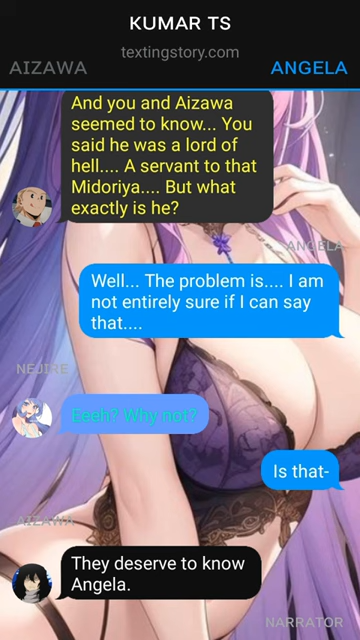 KUMAR TS
textingstory.com
AIZAWA
ANGELA
And you and Aizawa
seemed to know... You
said he was a lord of
hell.... A servant to that
Midoriya.... But what
exactly is he?
ANGELA
Well... The problem is.... I am
not entirely sure if I can say
that....
NEJIRE
Eeeh? Why not?
Is that-
AIZAWA
They deserve to know
Angela.
NARRATOR